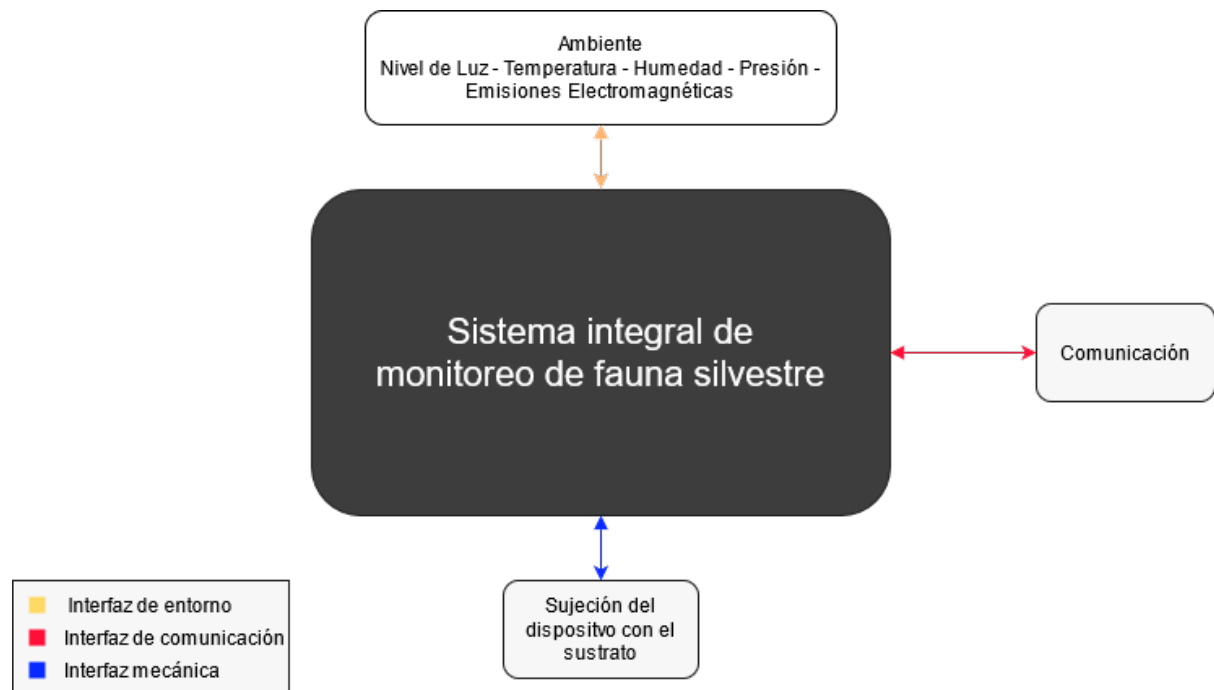 Ambiente
Nivel de Luz - Temperatura - Humedad - Presión -
Emisiones Electromagnéticas
Sistema integral de
monitoreo de fauna silvestre
Comunicación
Sujeción del
dispositvo con el
sustrato
Interfaz de entorno
Interfaz de comunicación
Interfaz mecánica